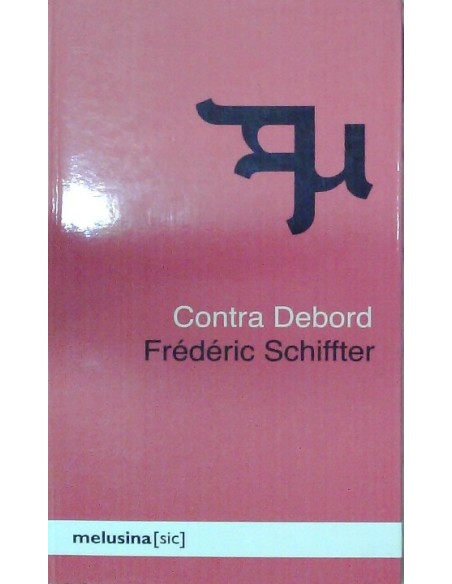 Contra Debord
Frédéric Schiffter
melusina[sic]